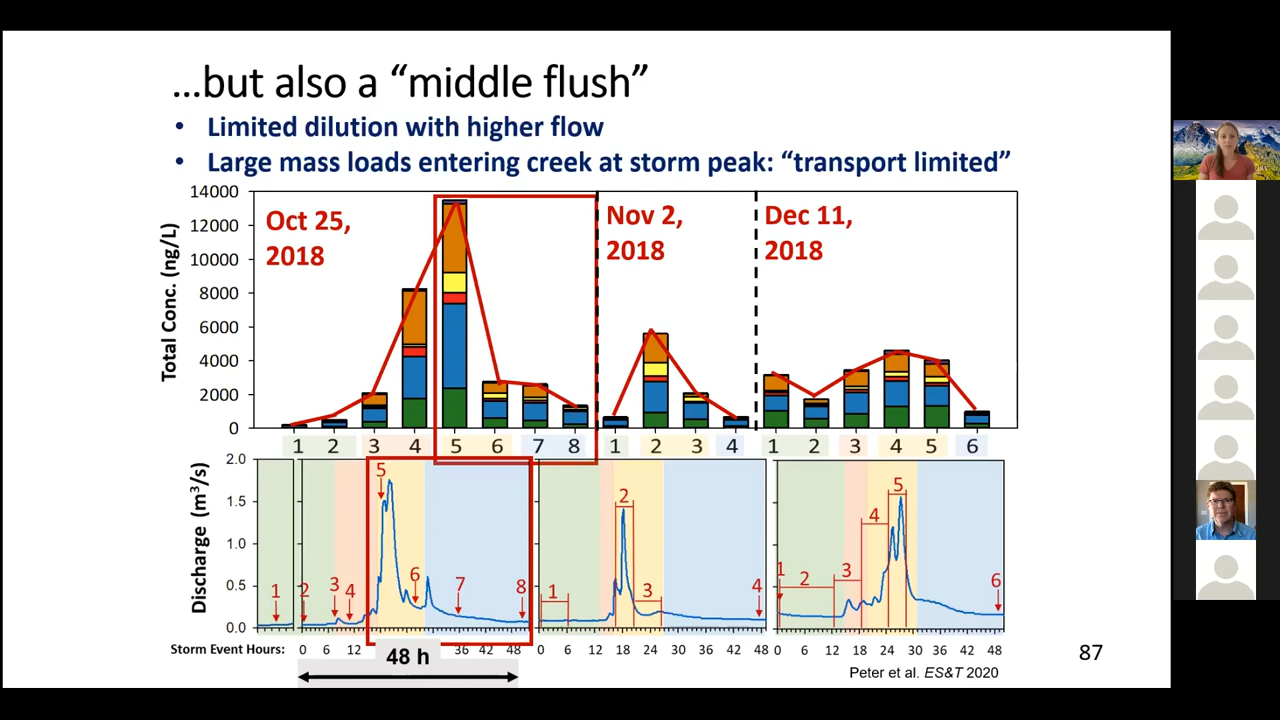 …but also a “middle flush”
• Limited dilution with higher flow
• Large mass loads entering creek at storm peak: “transport limited”
Total Conc. (ng/L)
14000
12000
10000
8000
6000
4000
2000
0
Oct 25,
2018
Nov 2,
2018
Dec 11,
2018
1 2 3 4 5 6 7 8 1 2 3 4 1 2 3 4 5 6
Discharge (m³/s)
2.0
1.5
1.0
0.5
0.0
1 2 3 4 5 6 7 8
1 2 3 4
1 2 3 4 5 6
Storm Event Hours: 0 6 12 36 42 48 0 6 12 18 24 30 36 42 48 0 6 12 18 24 30 36 42 48
48 h
87
Peter et al. ES&T 2020